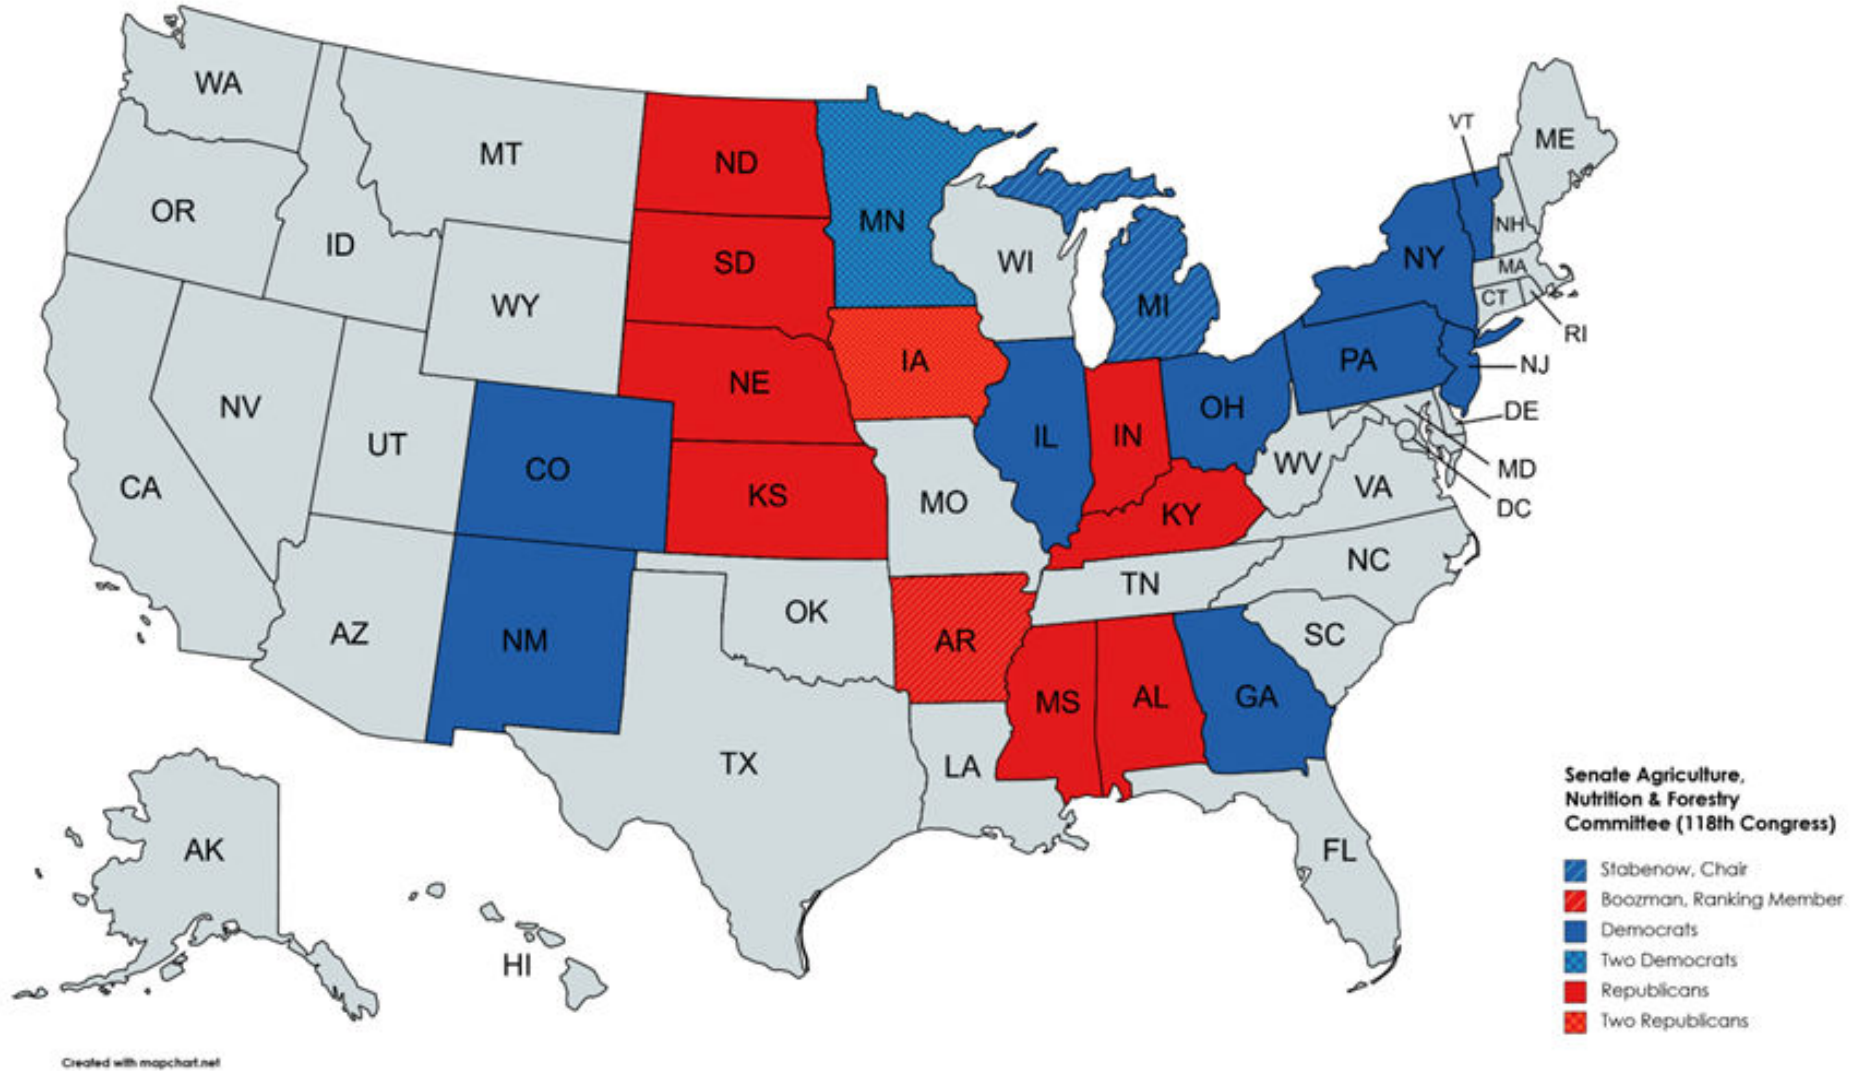 WA
MT
ND
MN
VT
ME
OR
ID
SD
WI
NH
NY
MA
WY
MI
CT
RI
IA
PA
NJ
NE
NV
OH
DE
UT
IL
IN
CO
WV
MD
CA
KS
MO
VA
KY
DC
NC
TN
OK
AZ
NM
AR
SC
MS
AL
GA
TX
LA
AK
FL
HI
Senate Agriculture,
Nutrition & Forestry
Committee (118th Congress)
Stabenow, Chair
Boozman, Ranking Member
Democrats
Two Democrats
Republicans
Two Republicans
Created with mapchart.net